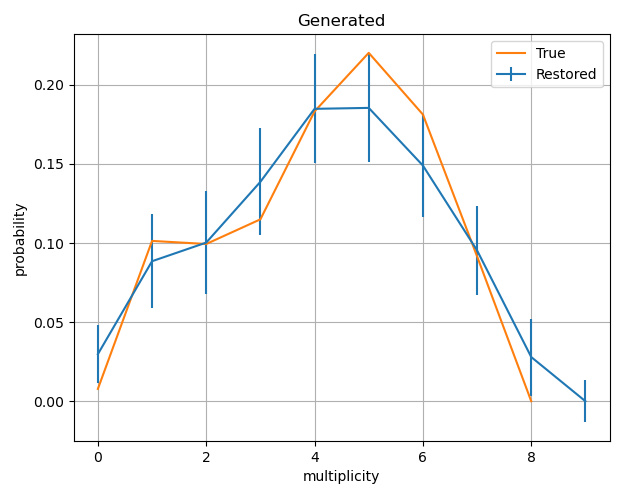 Generated
True
Restored
0.20
0.15
0.10
0.05
0.00
probability
0 2 4 6 8
multiplicity